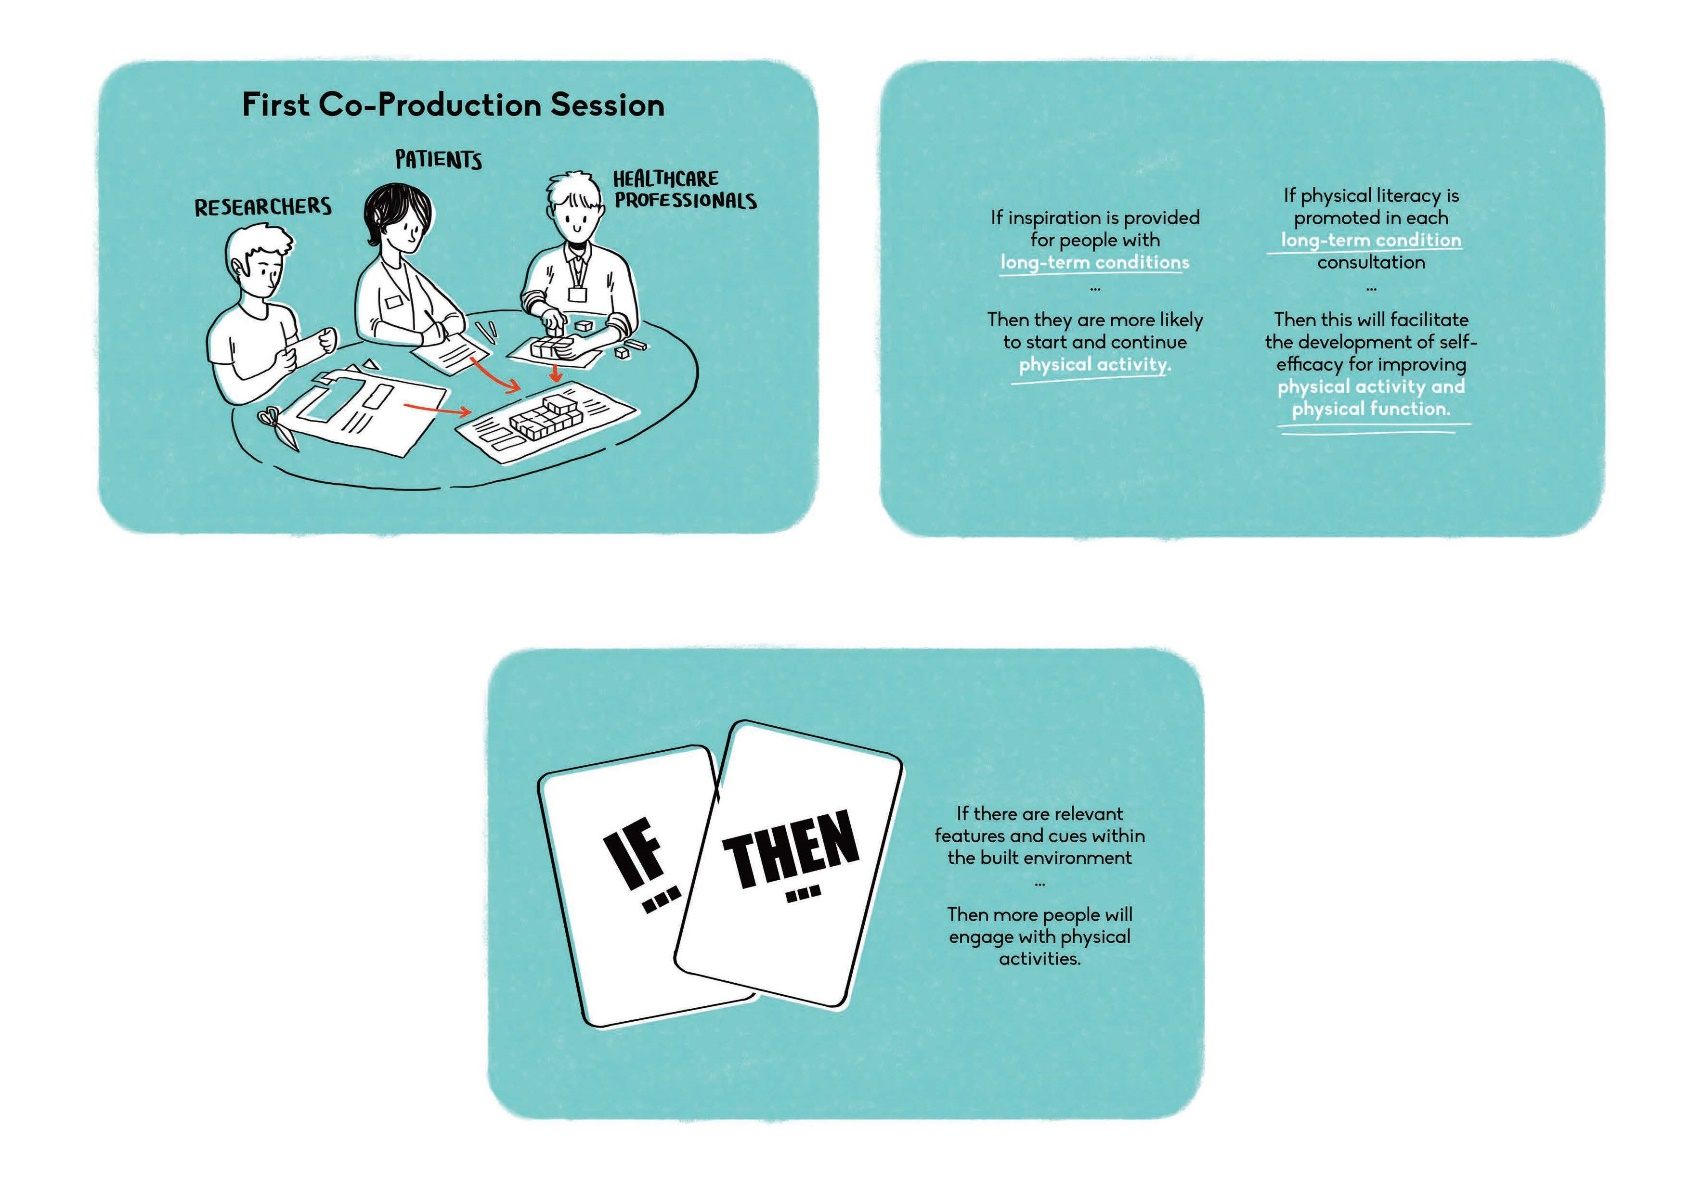 First Co-Production Session
PATIENTS
RESEARCHERS
HEALTHCARE
PROFESSIONALS
If inspiration is provided
for people with
long-term conditions
...
Then they are more likely
to start and continue
physical activity.
If physical literacy is
promoted in each
long-term condition
consultation
...
Then this will facilitate
the development of self-
efficacy for improving
physical activity and
physical function.
IF
...
THEN
...
If there are relevant
features and cues within
the built environment
...
Then more people will
engage with physical
activities.